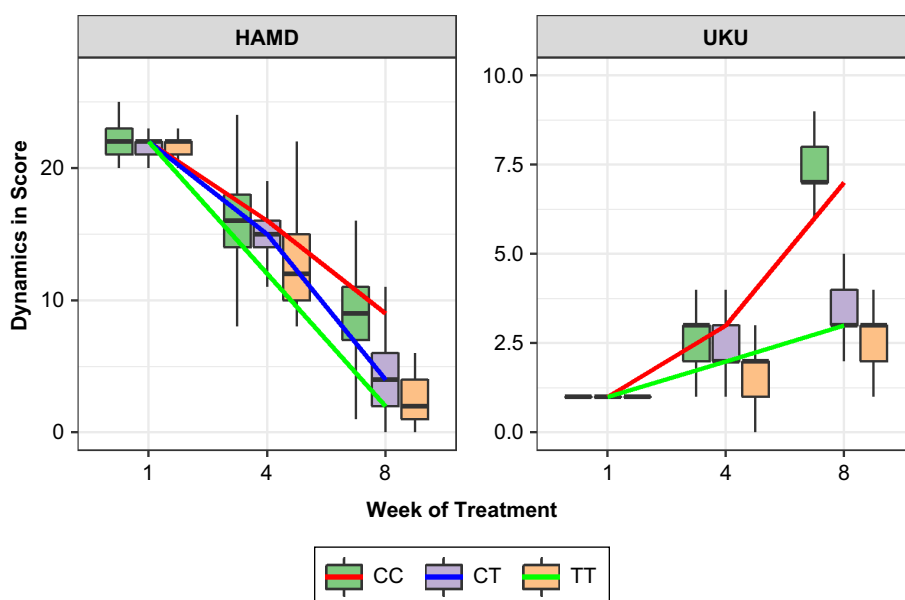 HAMD
UKU
Dynamics in Score
20
10
0
10.0
7.5
5.0
2.5
0.0
1 4 8
1 4 8
Week of Treatment
CC CT TT